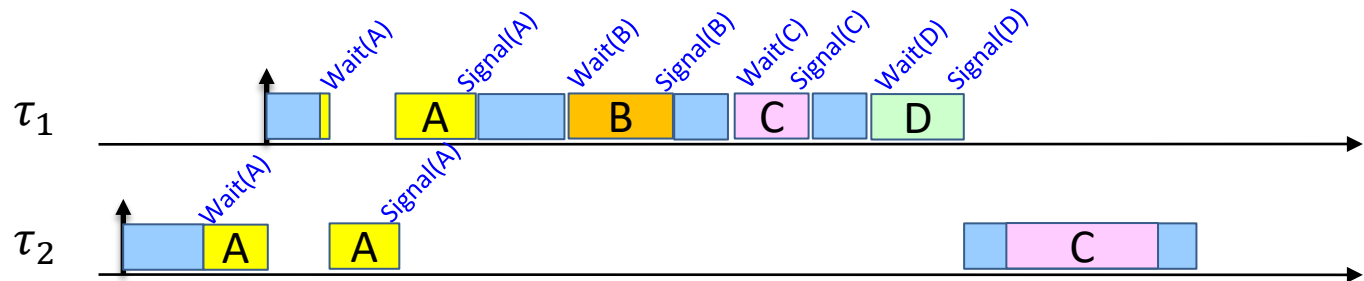 Wait(A)
Signal(A)
Wait(B)
Signal(B)
Wait(C)
Signal(C)
Wait(D)
Signal(D)
τ₁
A
B
C
D
Wait(A)
Signal(A)
τ₂
A
A
C